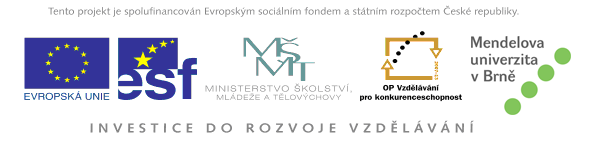 Tento projekt je spolufinancován Evropským sociálním fondem a státním rozpočtem České republiky.
EVROPSKÁ UNIE
esf
MŠMT
MINISTERSTVO ŠKOLSTVÍ,
MLÁDEŽE A TĚLOVÝCHOVY
OP Vzdělávání
pro konkurenceschopnost
Mendelova
univerzita
v Brně
INVESTICE DO ROZVOJE VZDĚLÁVÁNÍ